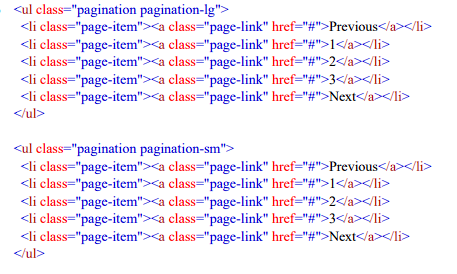 <ul class="pagination pagination-lg">
<li class="page-item"><a class="page-link" href="#">Previous</a></li>
<li class="page-item"><a class="page-link" href="#">1</a></li>
<li class="page-item"><a class="page-link" href="#">2</a></li>
<li class="page-item"><a class="page-link" href="#">3</a></li>
<li class="page-item"><a class="page-link" href="#">Next</a></li>
</ul>
<ul class="pagination pagination-sm">
<li class="page-item"><a class="page-link" href="#">Previous</a></li>
<li class="page-item"><a class="page-link" href="#">1</a></li>
<li class="page-item"><a class="page-link" href="#">2</a></li>
<li class="page-item"><a class="page-link" href="#">3</a></li>
<li class="page-item"><a class="page-link" href="#">Next</a></li>
</ul>